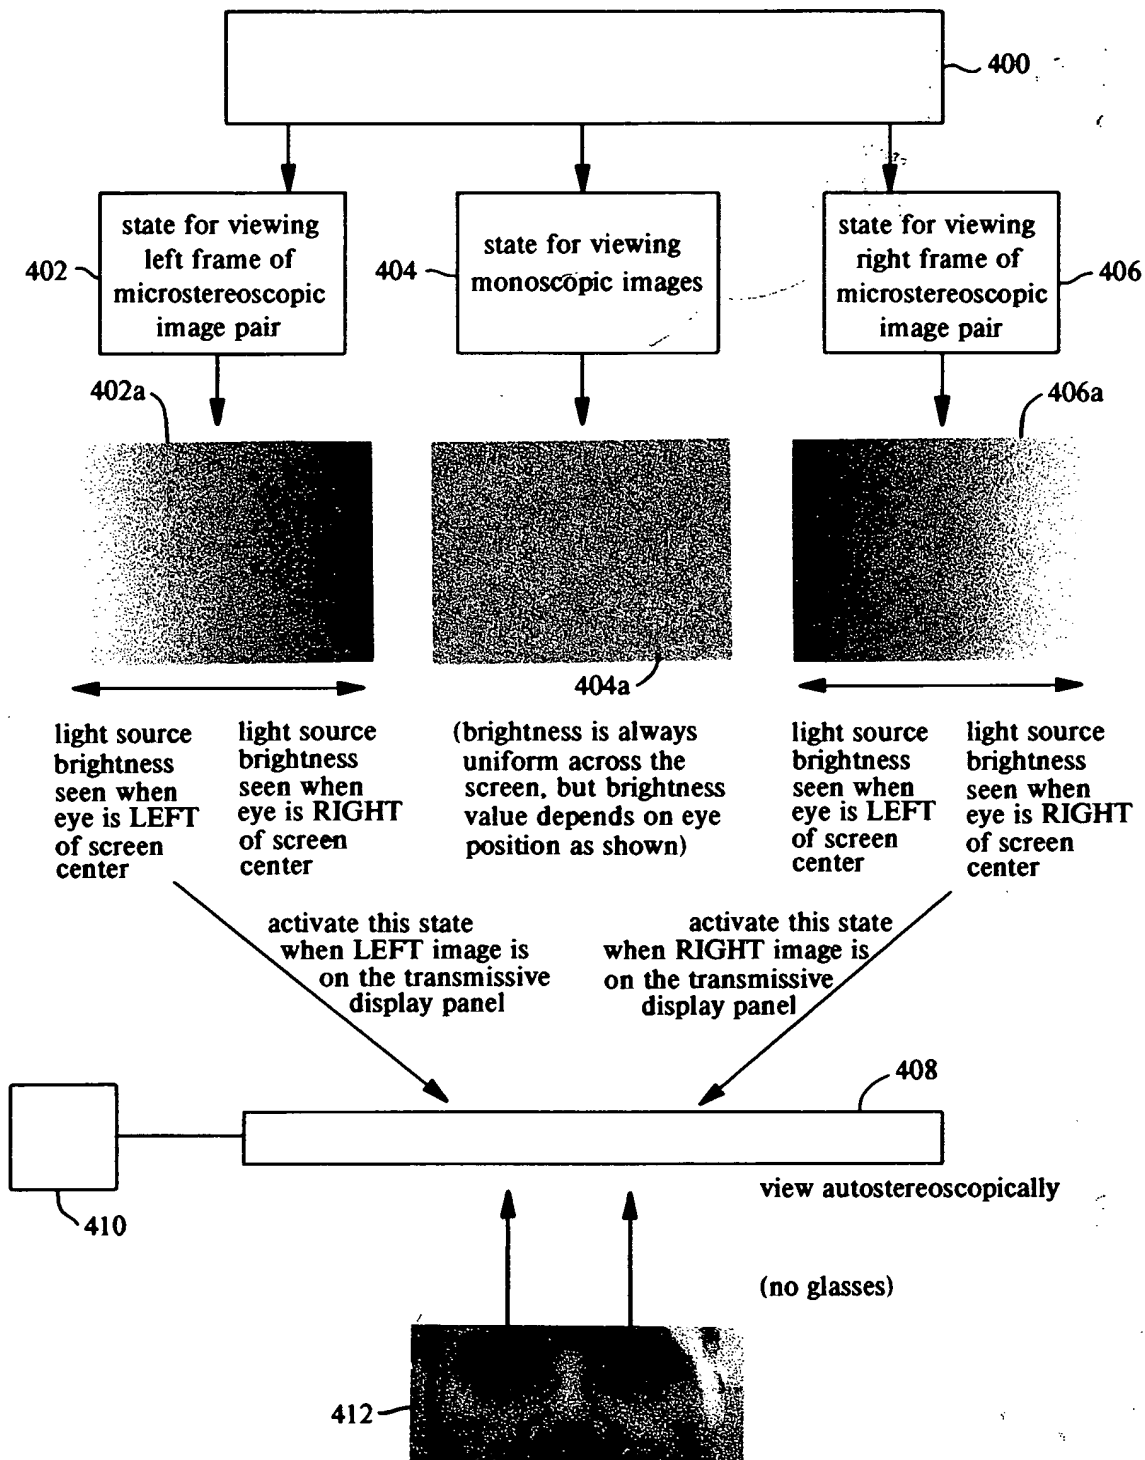 400
state for viewing
left frame of
microstereoscopic
image pair
402
state for viewing
monoscopic images
404
state for viewing
right frame of
microstereoscopic
image pair
406
402a
406a
404a
light source
brightness
seen when
eye is LEFT
of screen
center
light source
brightness
seen when
eye is RIGHT
of screen
center
(brightness is always
uniform across the
screen, but brightness
value depends on eye
position as shown)
light source
brightness
seen when
eye is LEFT
of screen
center
light source
brightness
seen when
eye is RIGHT
of screen
center
activate this state
when LEFT image is
on the transmissive
display panel
activate this state
when RIGHT image is
on the transmissive
display panel
408
410
view autostereoscopically
(no glasses)
412